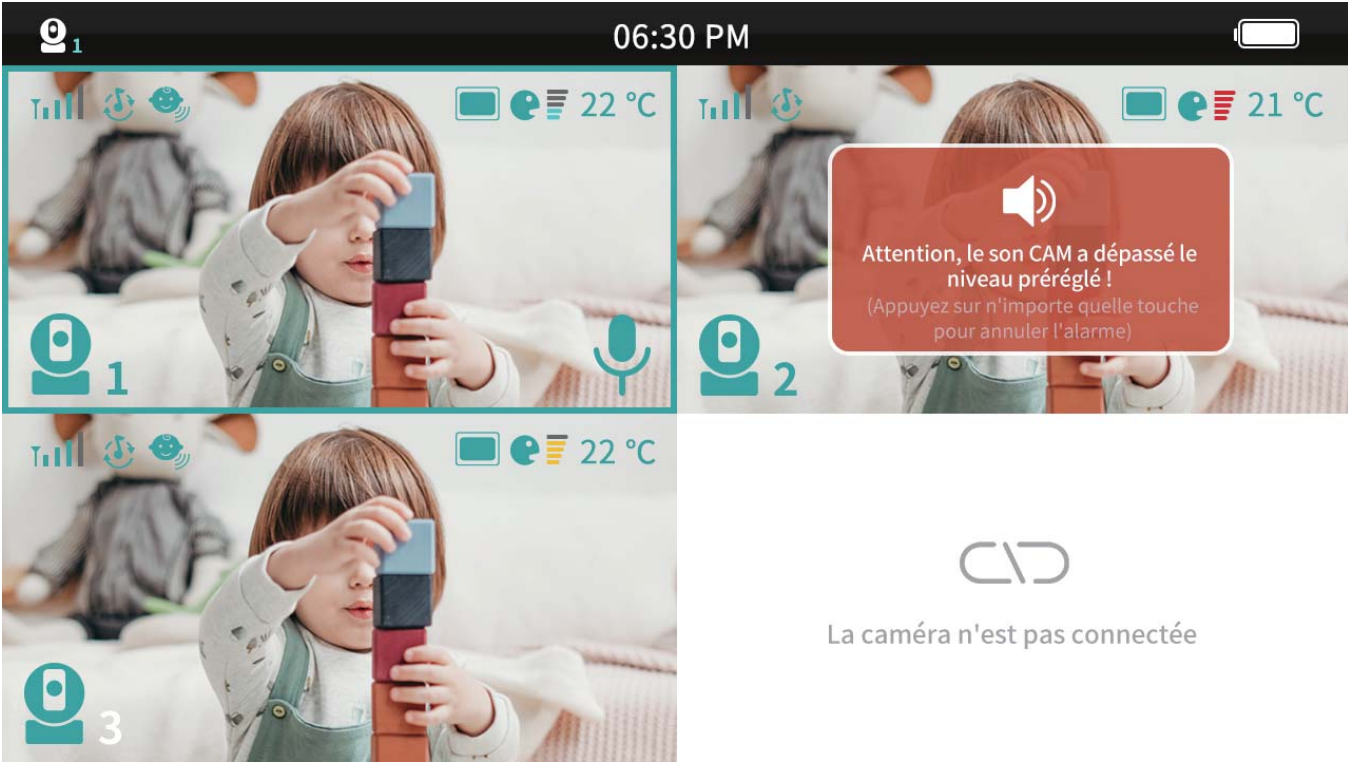 1
06:30 PM
22 °C
21 °C
Attention, le son CAM a dépassé le
niveau préréglé !
(Appuyez sur n'importe quelle touche
pour annuler l'alarme)
1
2
22 °C
La caméra n'est pas connectée
3